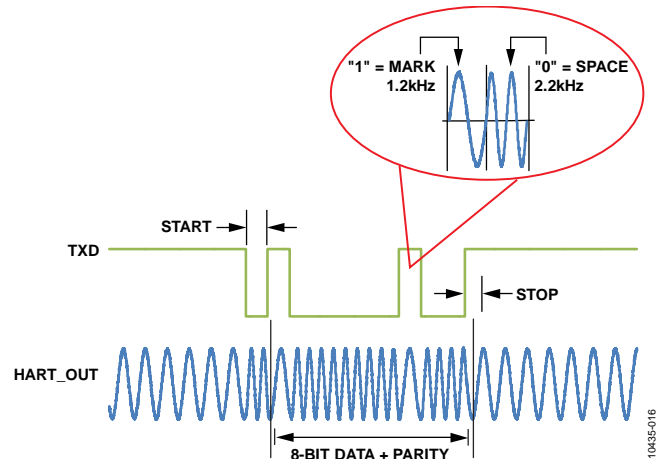 "1" = MARK
1.2kHz
"0" = SPACE
2.2kHz
START
TXD
STOP
HART_OUT
8-BIT DATA + PARITY
10435-016